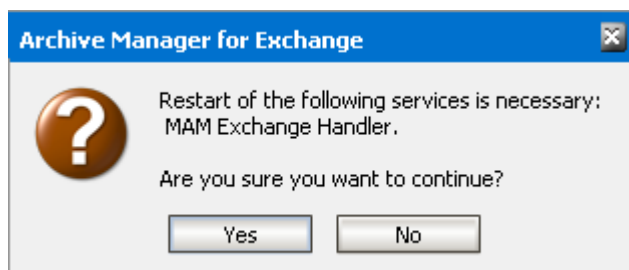 Archive Manager for Exchange
Restart of the following services is necessary:
MAM Exchange Handler.
Are you sure you want to continue?
Yes
No